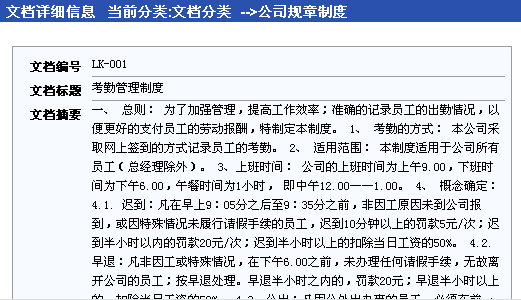 文档详细信息 当前分类:文档分类 -->公司规章制度
文档编号 LK-001
文档标题 考勤管理制度
文档摘要 一、 总则： 为了加强管理，提高工作效率；准确的记录员工的出勤情况，以
便更好的支付员工的劳动报酬，特制定本制度。 1、 考勤的方式： 本公司采
取网上签到的方式记录员工的考勤。 2、 适用范围： 本制度适用于公司所有
员工（总经理除外）。 3、上班时间： 公司的上班时间为上午9.00，下班时
间为下午6.00，午餐时间为1小时， 即中午12.00——1.00。 4、 概念确定：
4.1. 迟到：凡在早上9：05分之后至9：35分之前，非因工原因未到公司报
到，或因特殊情况未履行请假手续的员工，迟到10分钟以上的罚款5元/次；迟
到半小时以内的罚款20元/次；迟到半小时以上的扣除当日工资的50%。 4.2.
早退：凡非因工或特殊情况，在下午6.00之前，未办理任何请假手续，无故离
开公司的员工；按早退处理。早退半小时之内的，罚款20元；早退半小时以上
的，扣除当日工资的50%。 4.3. 公出：凡因公外出办事的员工，必须在前